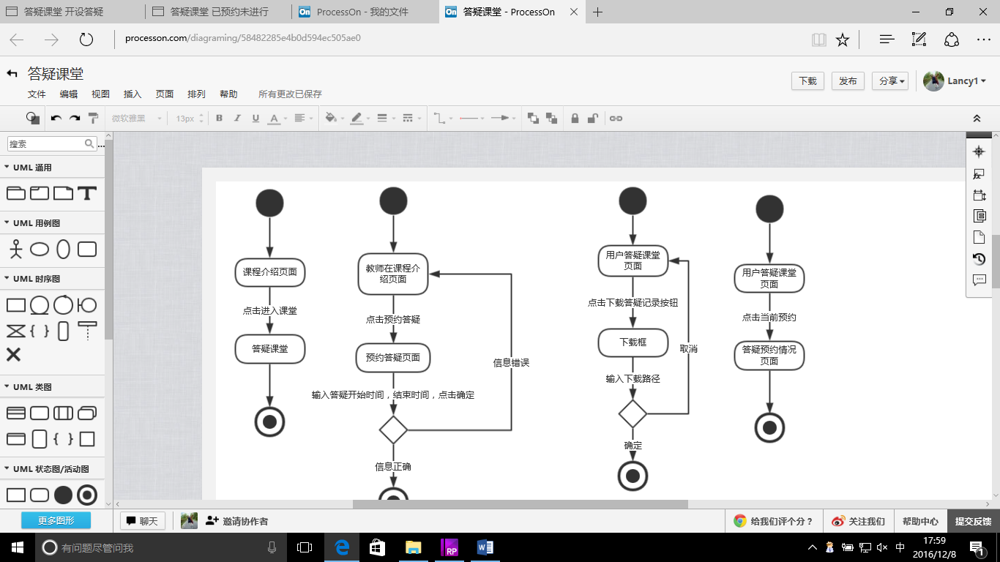 答疑课堂 开设答疑
答疑课堂 已预约未进行
On ProcessOn - 我的文件
On 答疑课堂 - ProcessOn
processon.com/diagraming/58482285e4b0d594ec505ae0
答疑课堂
文件 编辑 视图 插入 页面 排列 帮助 所有更改已保存
下载 发布 分享 Lancy1
微软雅黑 13px B I U A
搜索
UML 通用
T
UML 用例图
UML 时序图
UML 类图
UML 状态图/活动图
更多图形
课程介绍页面
点击进入课堂
答疑课堂
教师在课程介
绍页面
点击预约答疑
预约答疑页面
输入答疑开始时间，结束时间，点击确定
信息错误
信息正确
用户答疑课堂
页面
点击下载答疑记录按钮
下载框
输入下载路径
取消
确定
用户答疑课堂
页面
点击当前预约
答疑预约情况
页面
聊天 邀请协作者
给我们评个分？ 关注我们 帮助中心 提交反馈
有问题尽管问我
RP
中
17:59
2016/12/8
1